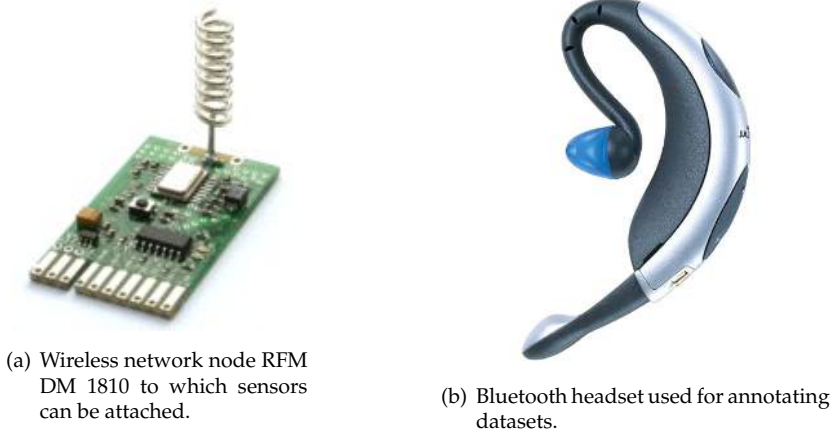 (a) Wireless network node RFM
DM 1810 to which sensors
can be attached.
(b) Bluetooth headset used for annotating
datasets.